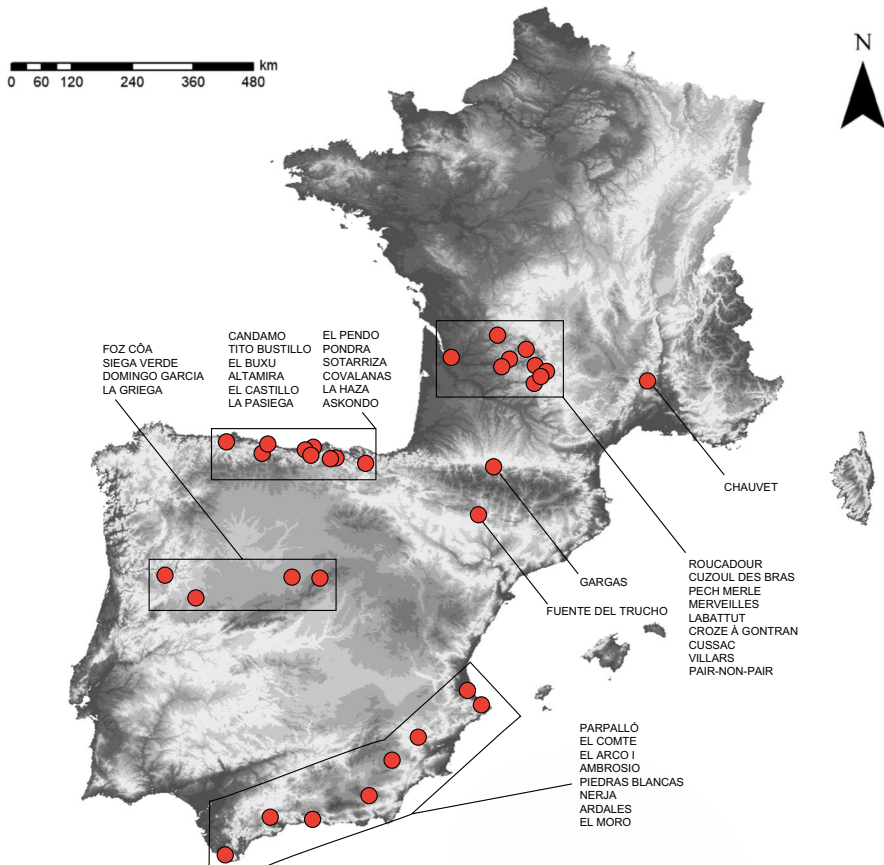 km
0 60 120 240 360 480
N
FOZ CÔA
SIEGA VERDE
DOMINGO GARCIA
LA GRIEGA
CANDAMO
TITO BUSTILLO
EL BUXU
ALTAMIRA
EL CASTILLO
LA PASIEGA
EL PENDO
PONDRA
SOTARRIZA
COVALANAS
LA HAZA
ASKONDO
CHAUVET
GARGAS
FUENTE DEL TRUCHO
ROUCADOUR
CUZOUL DES BRAS
PECH MERLE
MERVEILLES
LABATTUT
CROZE À GONTRAN
CUSSAC
VILLARS
PAIR-NON-PAIR
PARPALLÓ
EL COMTE
EL ARCO I
AMBROSIO
PIEDRAS BLANCAS
NERJA
ARDALES
EL MORO